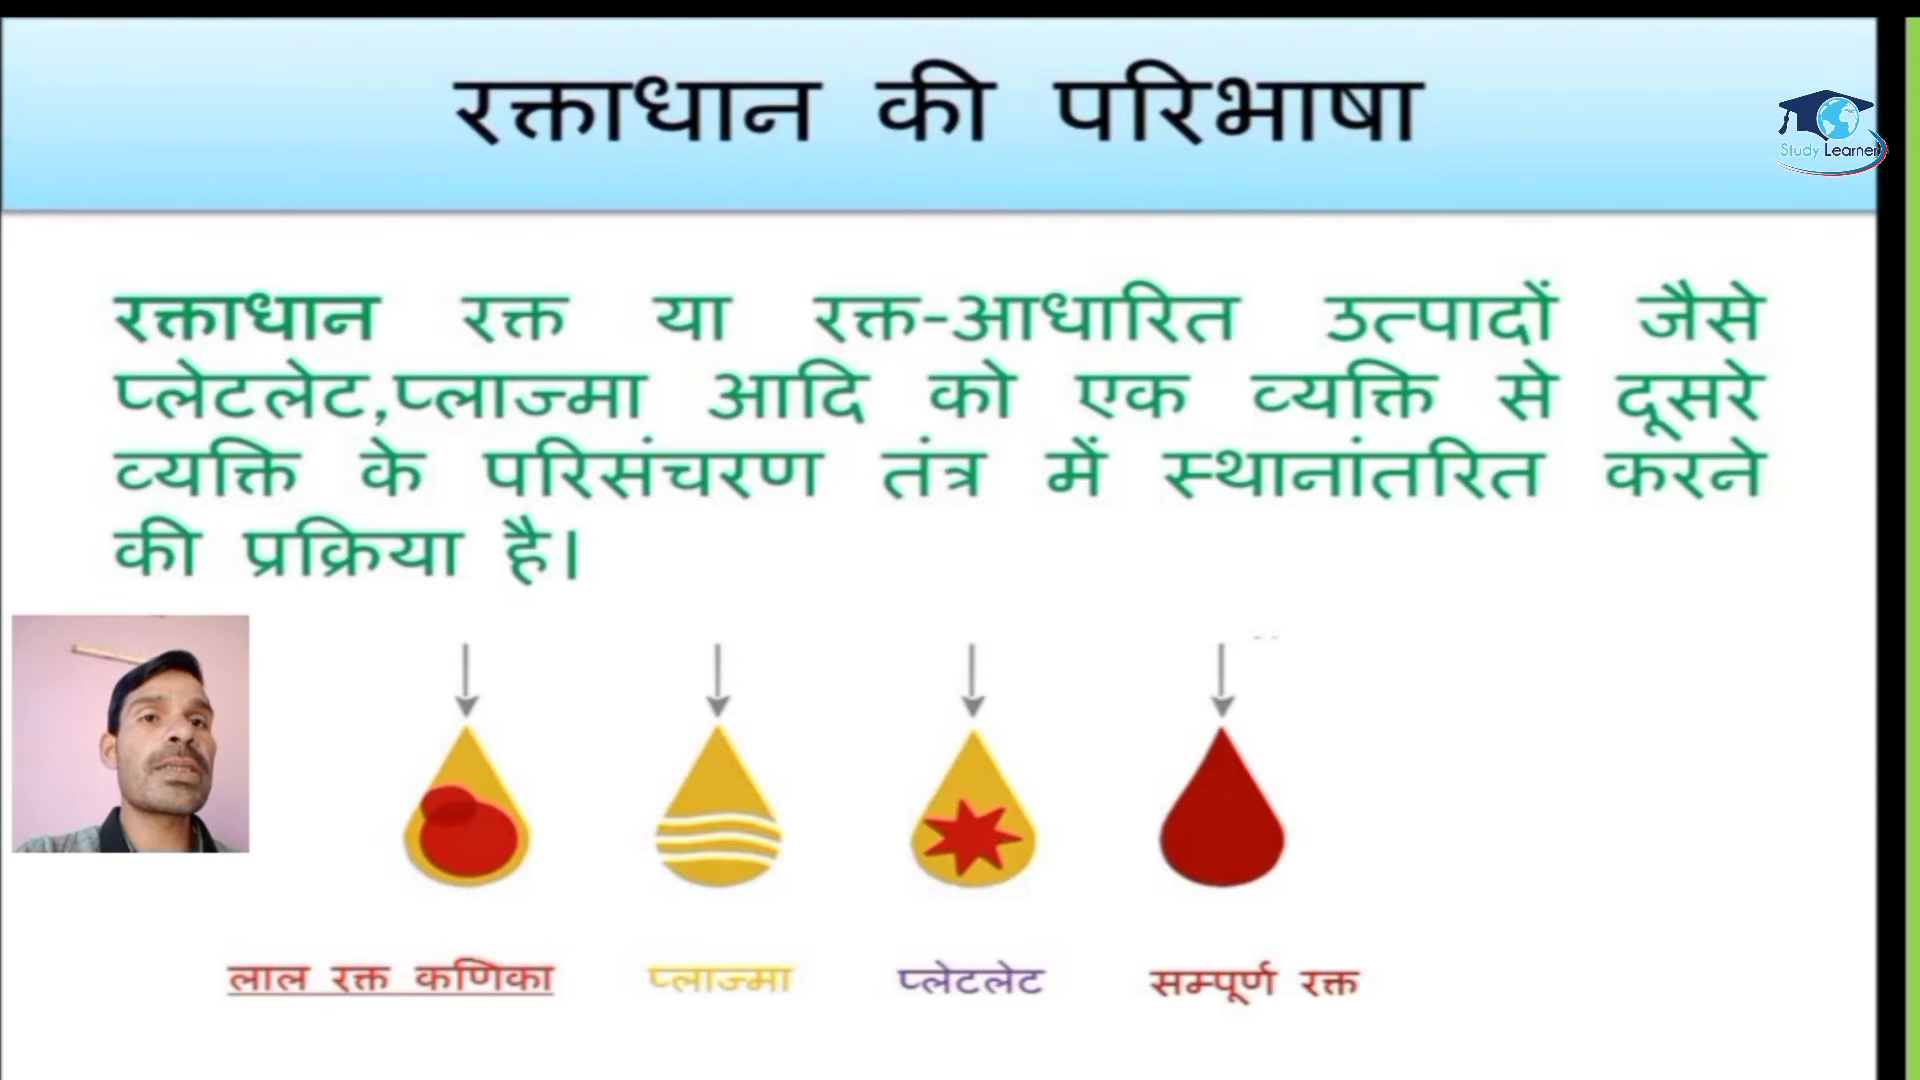 रक्ताधान की परिभाषा
Study Learner
रक्ताधान रक्त या रक्त-आधारित उत्पादों जैसे
प्लेटलेट,प्लाज्मा आदि को एक व्यक्ति से दूसरे
व्यक्ति के परिसंचरण तंत्र में स्थानांतरित करने
की प्रक्रिया है।
लाल रक्त कणिका प्लाज्मा प्लेटलेट सम्पूर्ण रक्त